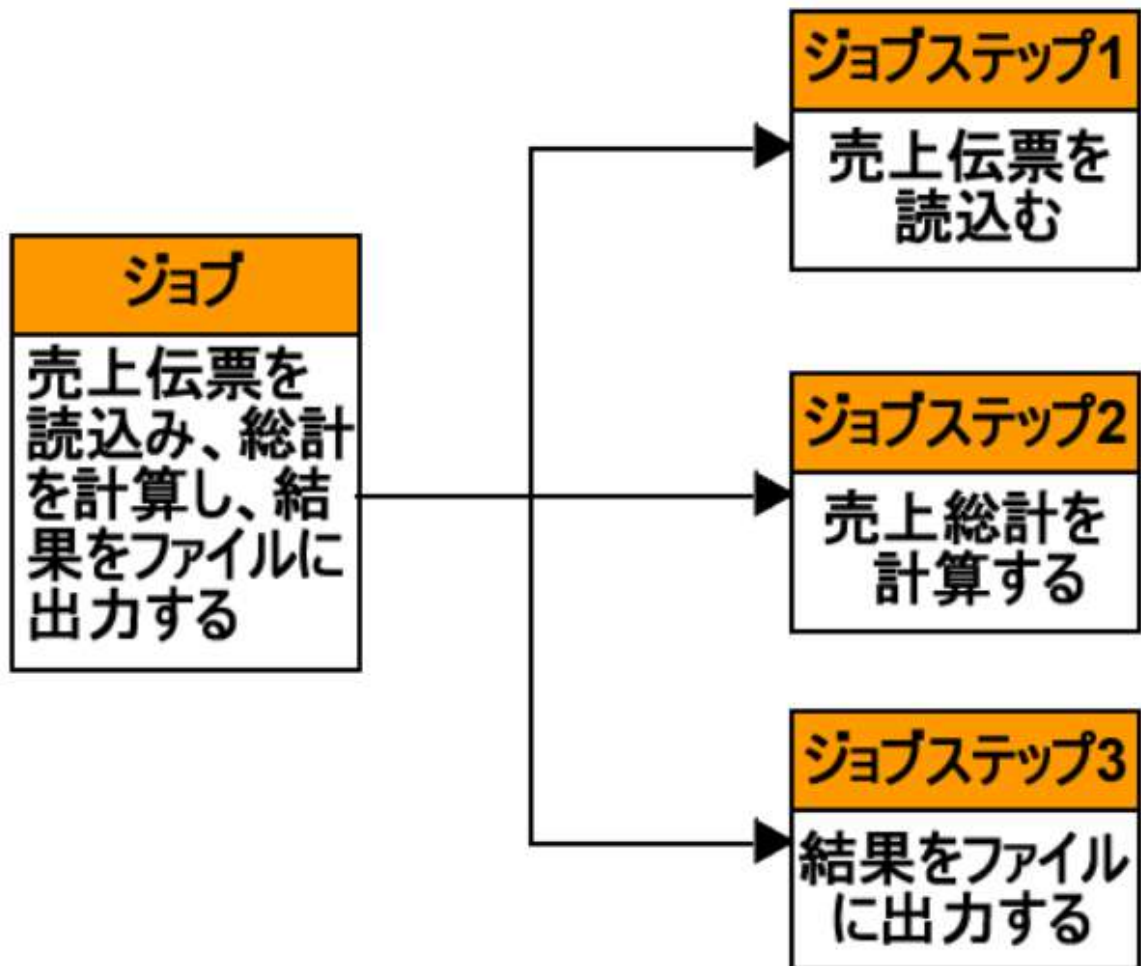 ジョブ
売上伝票を
読込み、総計
を計算し、結
果をファイルに
出力する
ジョブステップ1
売上伝票を
読込む
ジョブステップ2
売上総計を
計算する
ジョブステップ3
結果をファイル
に出力する